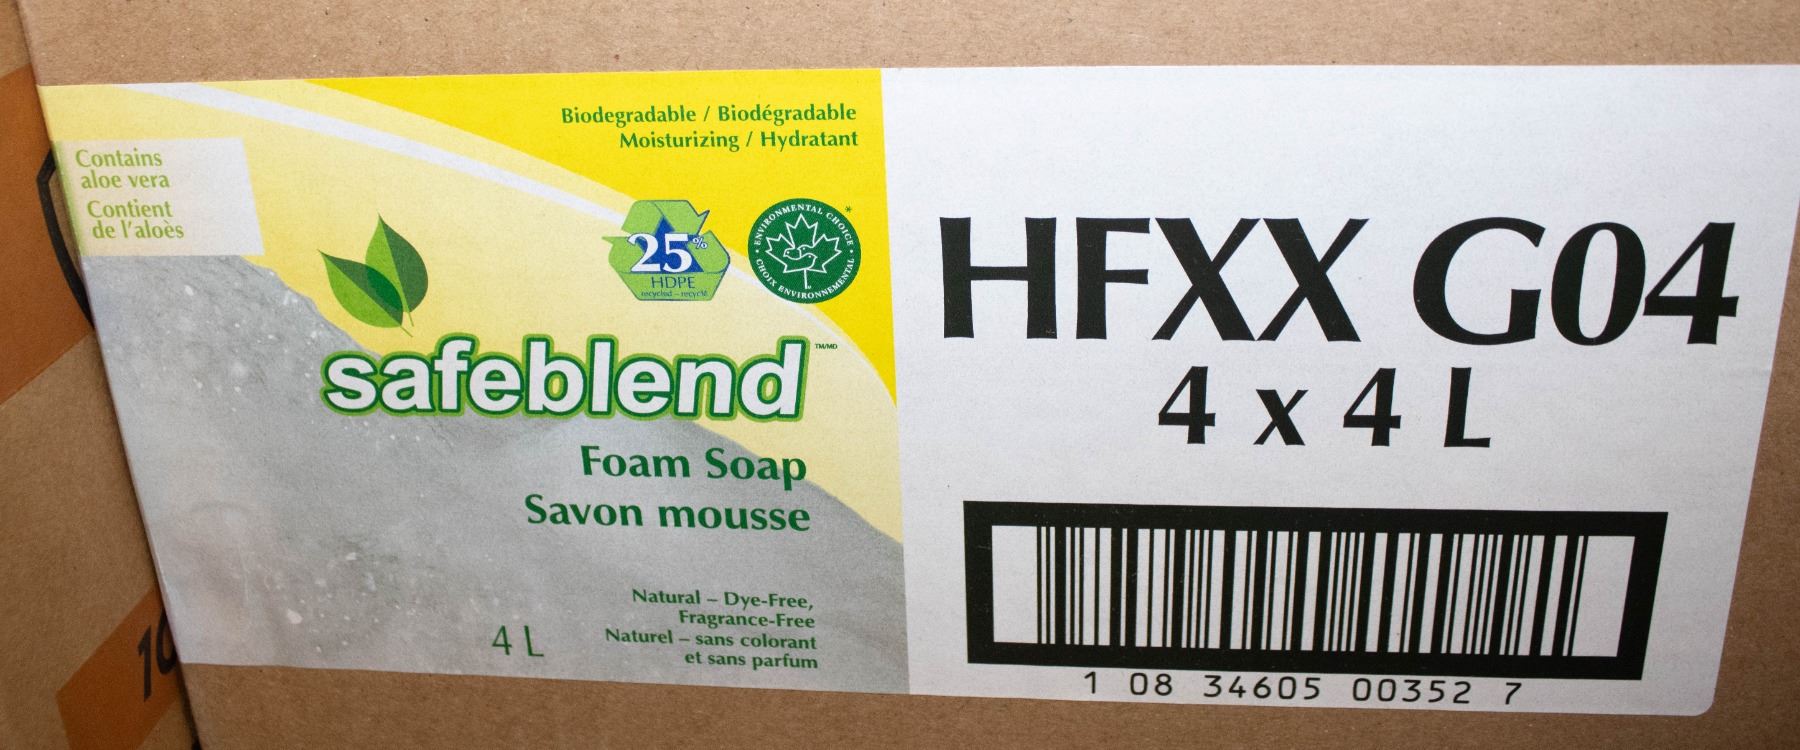 Biodegradable / Biodégradable
Moisturizing / Hydratant
Contains
aloe vera
Contient
de l'aloès
25%
HDPE
recycled – recyclé
ENVIRONMENTAL CHOICE *
CHOIX ENVIRONNEMENTAL
safeblend TM/MD
Foam Soap
Savon mousse
Natural – Dye-Free,
Fragrance-Free
Naturel – sans colorant
et sans parfum
4 L
HFXX G04
4 x 4 L
1 08 34605 00352 7
10